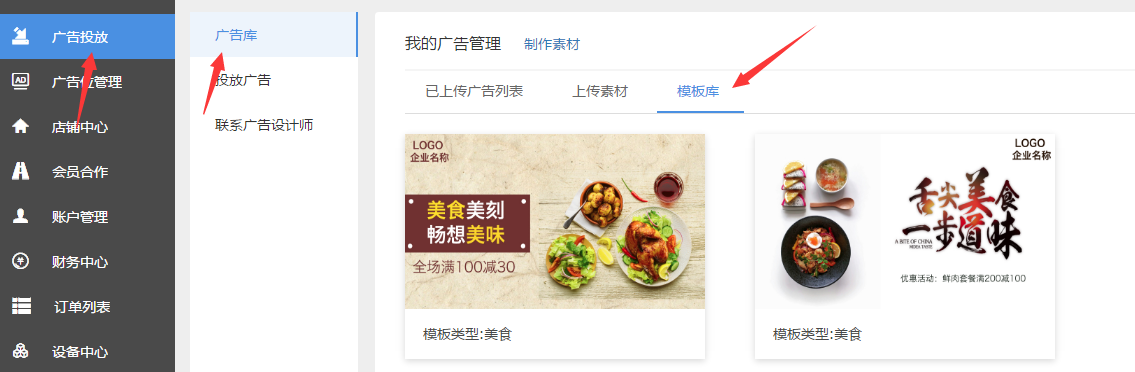 广告投放
广告位管理
店铺中心
会员合作
账户管理
财务中心
订单列表
设备中心
广告库
投放广告
联系广告设计师
我的广告管理 制作素材
已上传广告列表 上传素材 模板库
LOGO
企业名称
美食美刻
畅想美味
全场满100减30
模板类型:美食
LOGO
企业名称
舌尖美食
一步道味
A BITE OF CHINA
优惠活动：鲜肉套餐满200减100
模板类型:美食